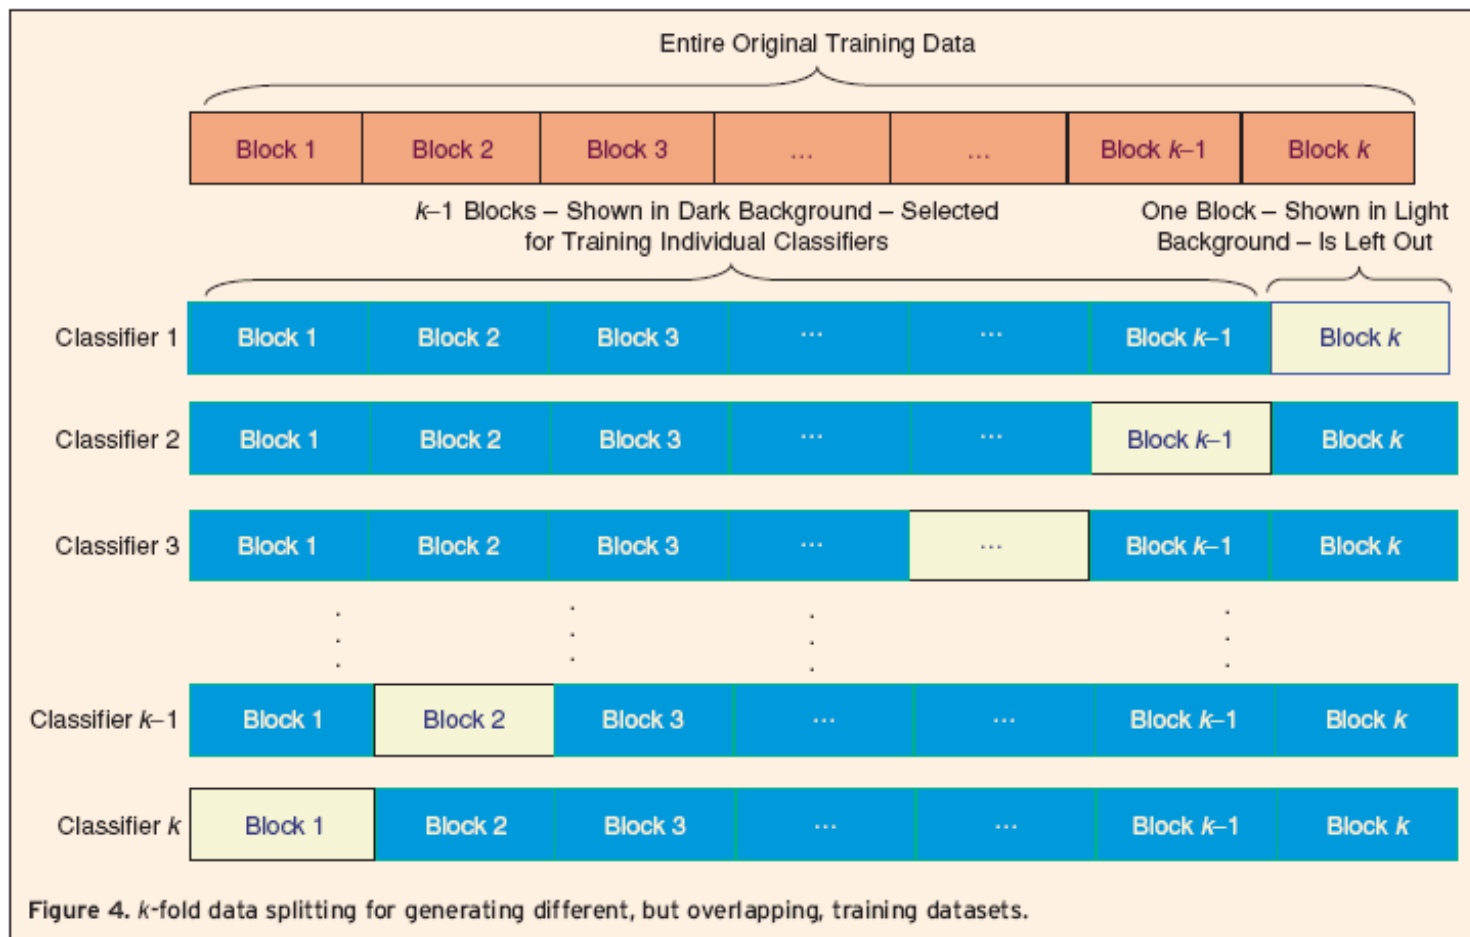 Entire Original Training Data
Block 1 Block 2 Block 3 ... ... Block k–1 Block k
k–1 Blocks – Shown in Dark Background – Selected
for Training Individual Classifiers
One Block – Shown in Light
Background – Is Left Out
Classifier 1 Block 1 Block 2 Block 3 ... ... Block k–1 Block k
Classifier 2 Block 1 Block 2 Block 3 ... ... Block k–1 Block k
Classifier 3 Block 1 Block 2 Block 3 ... ... Block k–1 Block k
Classifier k–1 Block 1 Block 2 Block 3 ... ... Block k–1 Block k
Classifier k Block 1 Block 2 Block 3 ... ... Block k–1 Block k
Figure 4. k-fold data splitting for generating different, but overlapping, training datasets.